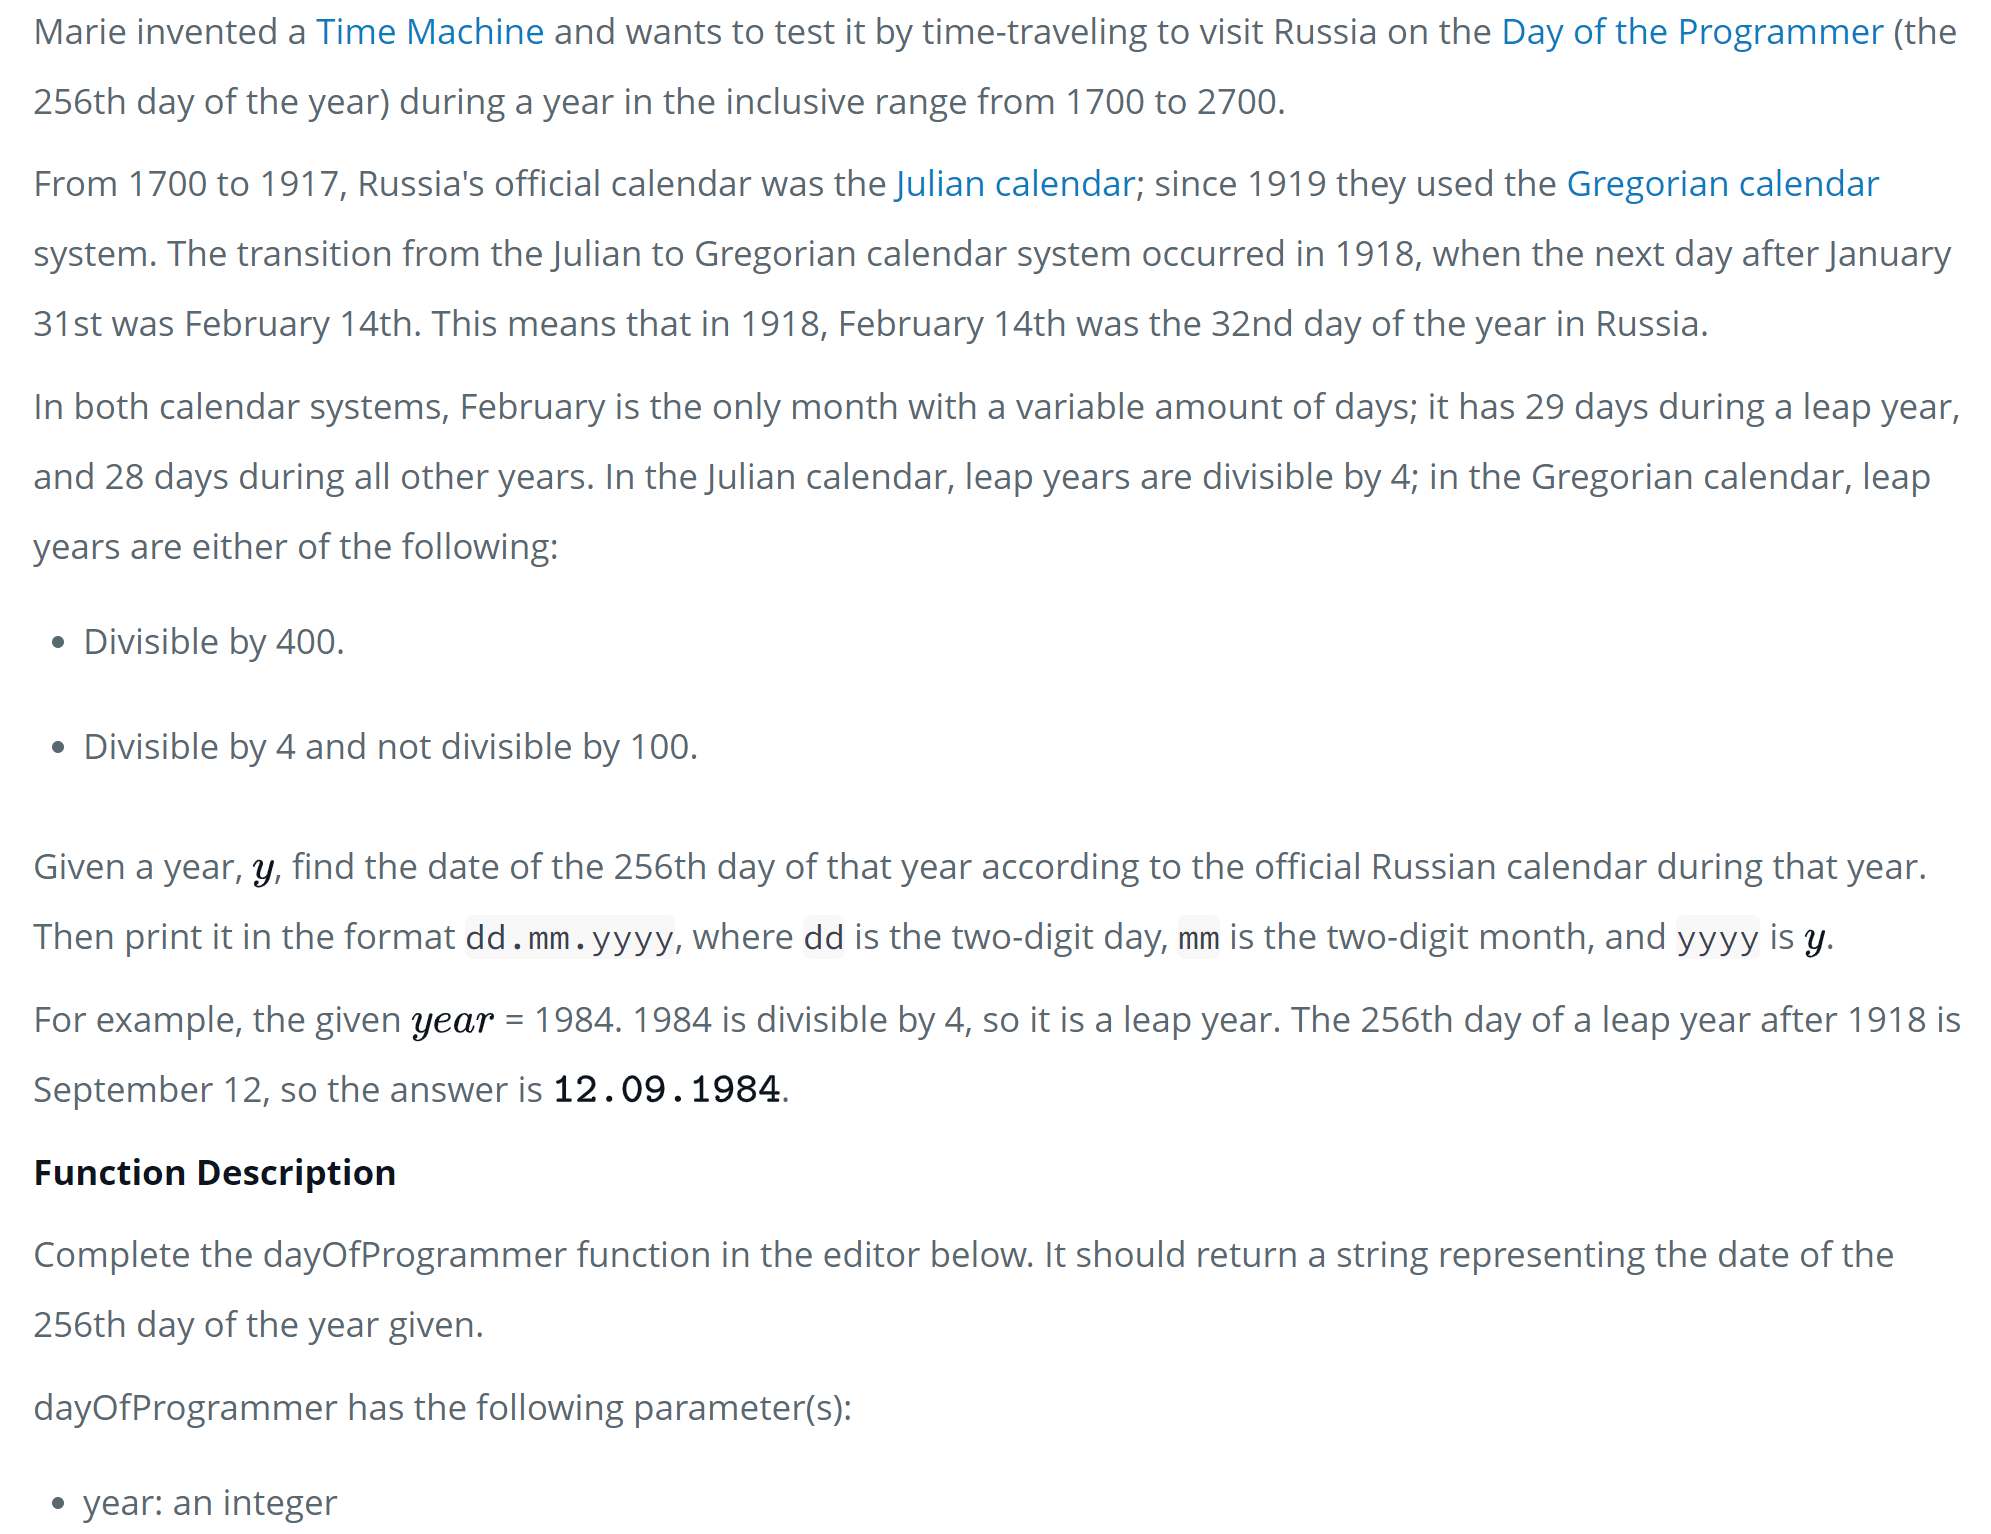 Marie invented a Time Machine and wants to test it by time-traveling to visit Russia on the Day of the Programmer (the
256th day of the year) during a year in the inclusive range from 1700 to 2700.
From 1700 to 1917, Russia's official calendar was the Julian calendar; since 1919 they used the Gregorian calendar
system. The transition from the Julian to Gregorian calendar system occurred in 1918, when the next day after January
31st was February 14th. This means that in 1918, February 14th was the 32nd day of the year in Russia.
In both calendar systems, February is the only month with a variable amount of days; it has 29 days during a leap year,
and 28 days during all other years. In the Julian calendar, leap years are divisible by 4; in the Gregorian calendar, leap
years are either of the following:
• Divisible by 400.
• Divisible by 4 and not divisible by 100.
Given a year, y, find the date of the 256th day of that year according to the official Russian calendar during that year.
Then print it in the format dd.mm.yyyy, where dd is the two-digit day, mm is the two-digit month, and yyyy is y.
For example, the given year = 1984. 1984 is divisible by 4, so it is a leap year. The 256th day of a leap year after 1918 is
September 12, so the answer is 12.09.1984.
Function Description
Complete the dayOfProgrammer function in the editor below. It should return a string representing the date of the
256th day of the year given.
dayOfProgrammer has the following parameter(s):
• year: an integer